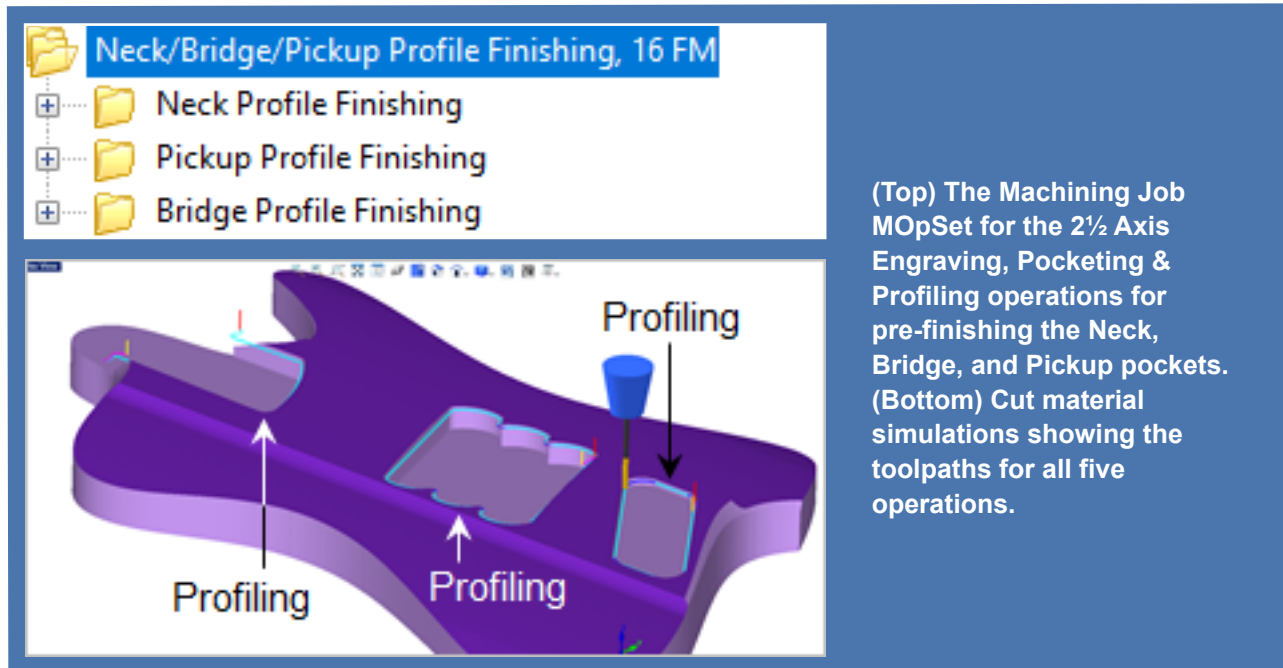 Neck/Bridge/Pickup Profile Finishing, 16 FM
Neck Profile Finishing
Pickup Profile Finishing
Bridge Profile Finishing
Profiling
Profiling
Profiling
(Top) The Machining Job
MOpSet for the 2½ Axis
Engraving, Pocketing &
Profiling operations for
pre-finishing the Neck,
Bridge, and Pickup pockets.
(Bottom) Cut material
simulations showing the
toolpaths for all five
operations.